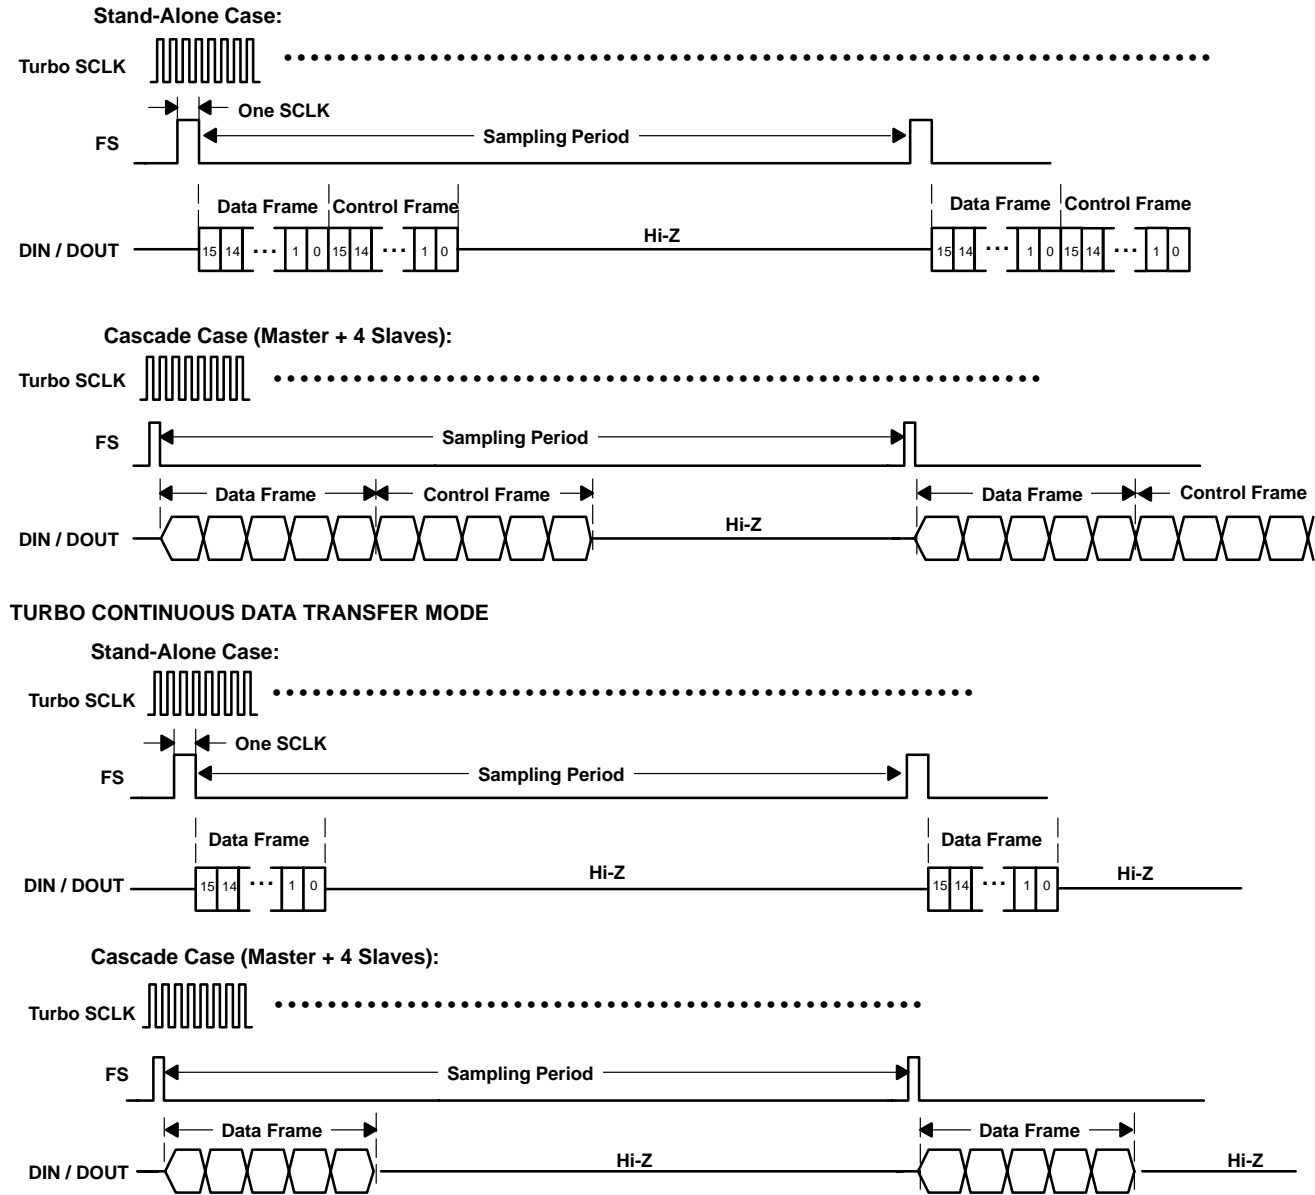 Stand-Alone Case:
Turbo SCLK
One SCLK
FS
Sampling Period
Data Frame Control Frame
Data Frame Control Frame
DIN / DOUT
15 14 ... 1 0 15 14 ... 1 0
Hi-Z
15 14 ... 1 0 15 14 ... 1 0
Cascade Case (Master + 4 Slaves):
Turbo SCLK
FS
Sampling Period
Data Frame
Control Frame
Data Frame
Control Frame
DIN / DOUT
Hi-Z
TURBO CONTINUOUS DATA TRANSFER MODE
Stand-Alone Case:
Turbo SCLK
One SCLK
FS
Sampling Period
Data Frame
Data Frame
DIN / DOUT
15 14 ... 1 0
Hi-Z
15 14 ... 1 0
Hi-Z
Cascade Case (Master + 4 Slaves):
Turbo SCLK
FS
Sampling Period
Data Frame
Data Frame
DIN / DOUT
Hi-Z
Hi-Z